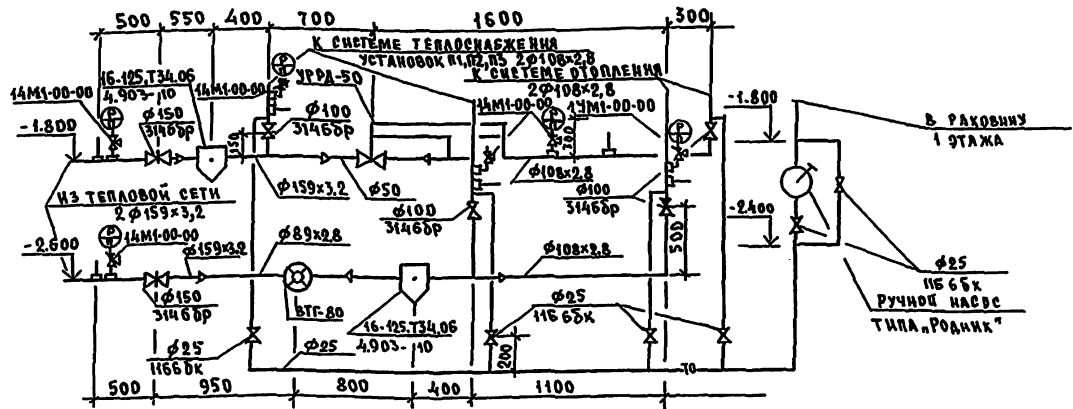 500 550 400 700 1600 300
К СИСТЕМЕ ТЕПЛОСНАБЖЕНИЯ
УСТАНОВОК П1,П2,П3 2Ф108×2,8
К СИСТЕМЕ ОТОПЛЕНИЯ
2Ф108×2,8
16-125.Т34.06
4.903-10
УРРД-50
14М1-00-00
14М1-00-00
14М1-00-00
1УМ1-00-00
Ф150
31Ч6бр
Ф100
31Ч6бр
-1.800
-1.800
В РАКОВИНУ
1 ЭТАЖА
150
200
Ф159×3.2
Ф50
Ф108×2.8
Ф100
31Ч6бр
Ф100
31Ч6бр
ИЗ ТЕПЛОВОЙ СЕТИ
2Ф159×3,2
-2.400
500
-2.600
14М1-00-00
Ф159×3.2
Ф89×2.8
Ф108×2.8
Ф150
31Ч6бр
ВТГ-80
16-125.Т34.06
4.903-10
Ф25
11Б6бк
Ф25
11Б6бк
РУЧНОЙ НАСОС
ТИПА „РОДНИК"
Ф25
11Б6бк
Ф25
200
Т0
500 950 800 400 1100